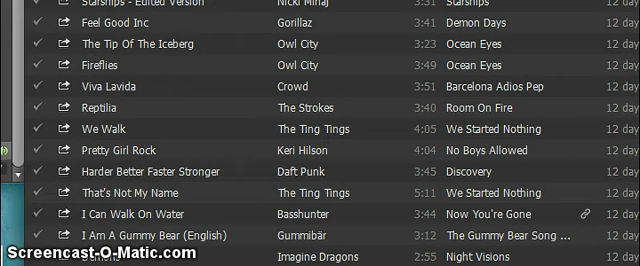 Starships - Edited Version Nicki Minaj 3:31 Starships 12 day
Feel Good Inc Gorillaz 3:41 Demon Days 12 day
The Tip Of The Iceberg Owl City 3:23 Ocean Eyes 12 day
Fireflies Owl City 3:49 Ocean Eyes 12 day
Viva Lavida Crowd 3:51 Barcelona Adios Pep 12 day
Reptilia The Strokes 3:40 Room On Fire 12 day
We Walk The Ting Tings 4:05 We Started Nothing 12 day
Pretty Girl Rock Keri Hilson 4:04 No Boys Allowed 12 day
Harder Better Faster Stronger Daft Punk 3:45 Discovery 12 day
That's Not My Name The Ting Tings 5:11 We Started Nothing 12 day
I Can Walk On Water Basshunter 3:44 Now You're Gone 12 day
I Am A Gummy Bear (English) Gummibär 3:12 The Gummy Bear Song ... 12 day
Demons Imagine Dragons 2:55 Night Visions 12 day
Screencast-O-Matic.com